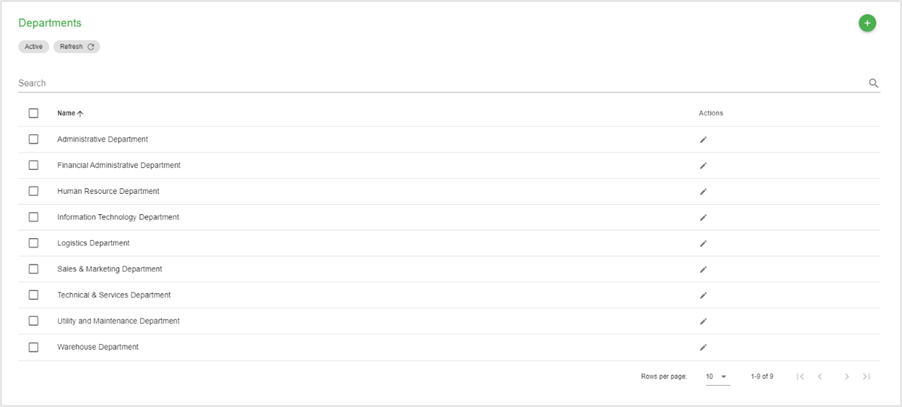 Departments
Active Refresh
Search
Name Actions
Administrative Department
Financial Administrative Department
Human Resource Department
Information Technology Department
Logistics Department
Sales & Marketing Department
Technical & Services Department
Utility and Maintenance Department
Warehouse Department
Rows per page: 10 1-9 of 9